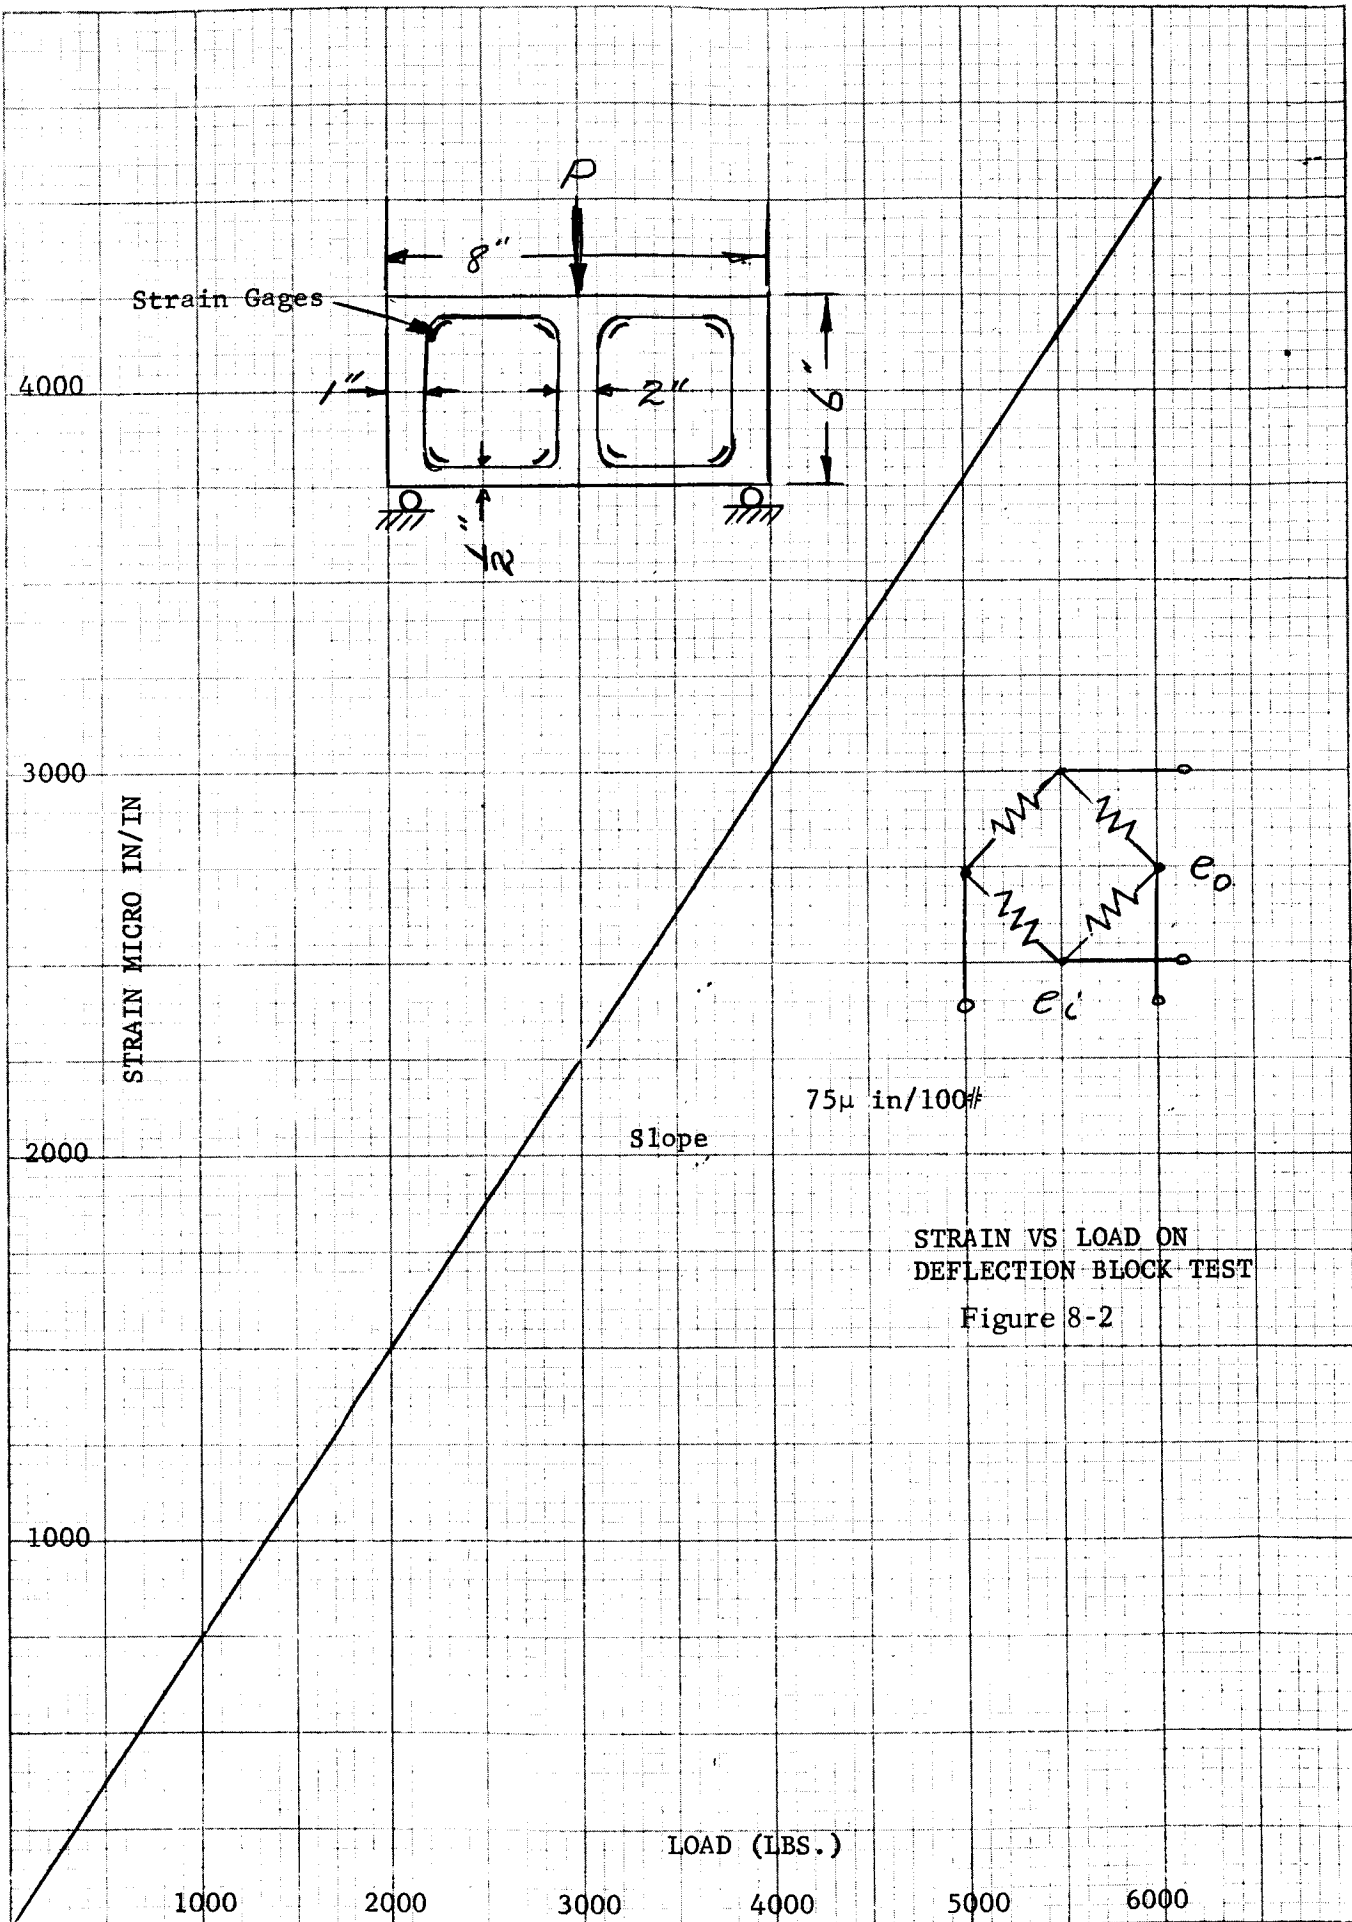 P
8"
Strain Gages
4000
1"
2"
6"
1/2"
3000
STRAIN MICRO IN/IN
e₀
eᵢ
75μ in/100#
Slope
2000
STRAIN VS LOAD ON
DEFLECTION BLOCK TEST
Figure 8-2
1000
LOAD (LBS.)
1000 2000 3000 4000 5000 6000